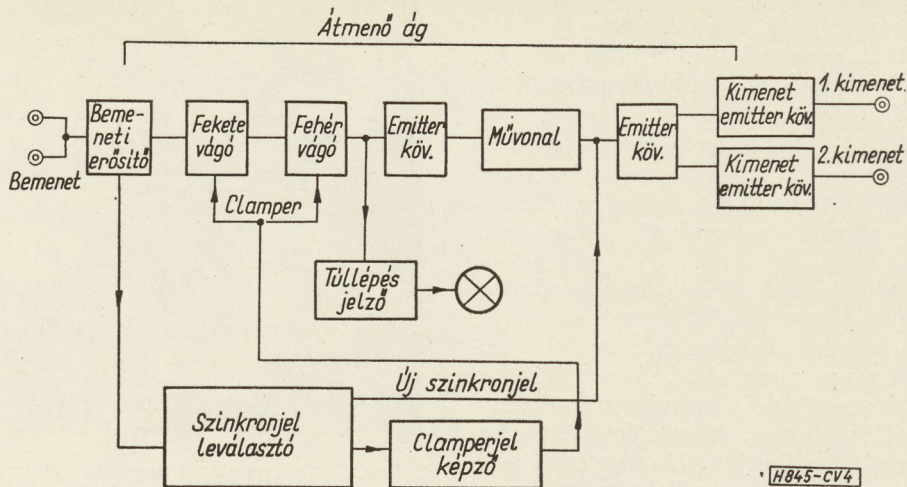 Átmenő ág
Beme-
neti
erősítő
Bemenet
Fekete
vágó
Fehér
vágó
Emitter
köv.
Művonal
Emitter
köv.
Kimenet
emitter köv.
1. kimenet.
Kimenet
emitter köv.
2. kimenet
Clamper
Túllépés
jelző
Új szinkronjel
Szinkronjel
leválasztó
Clamperjel
képző
H845-CV4